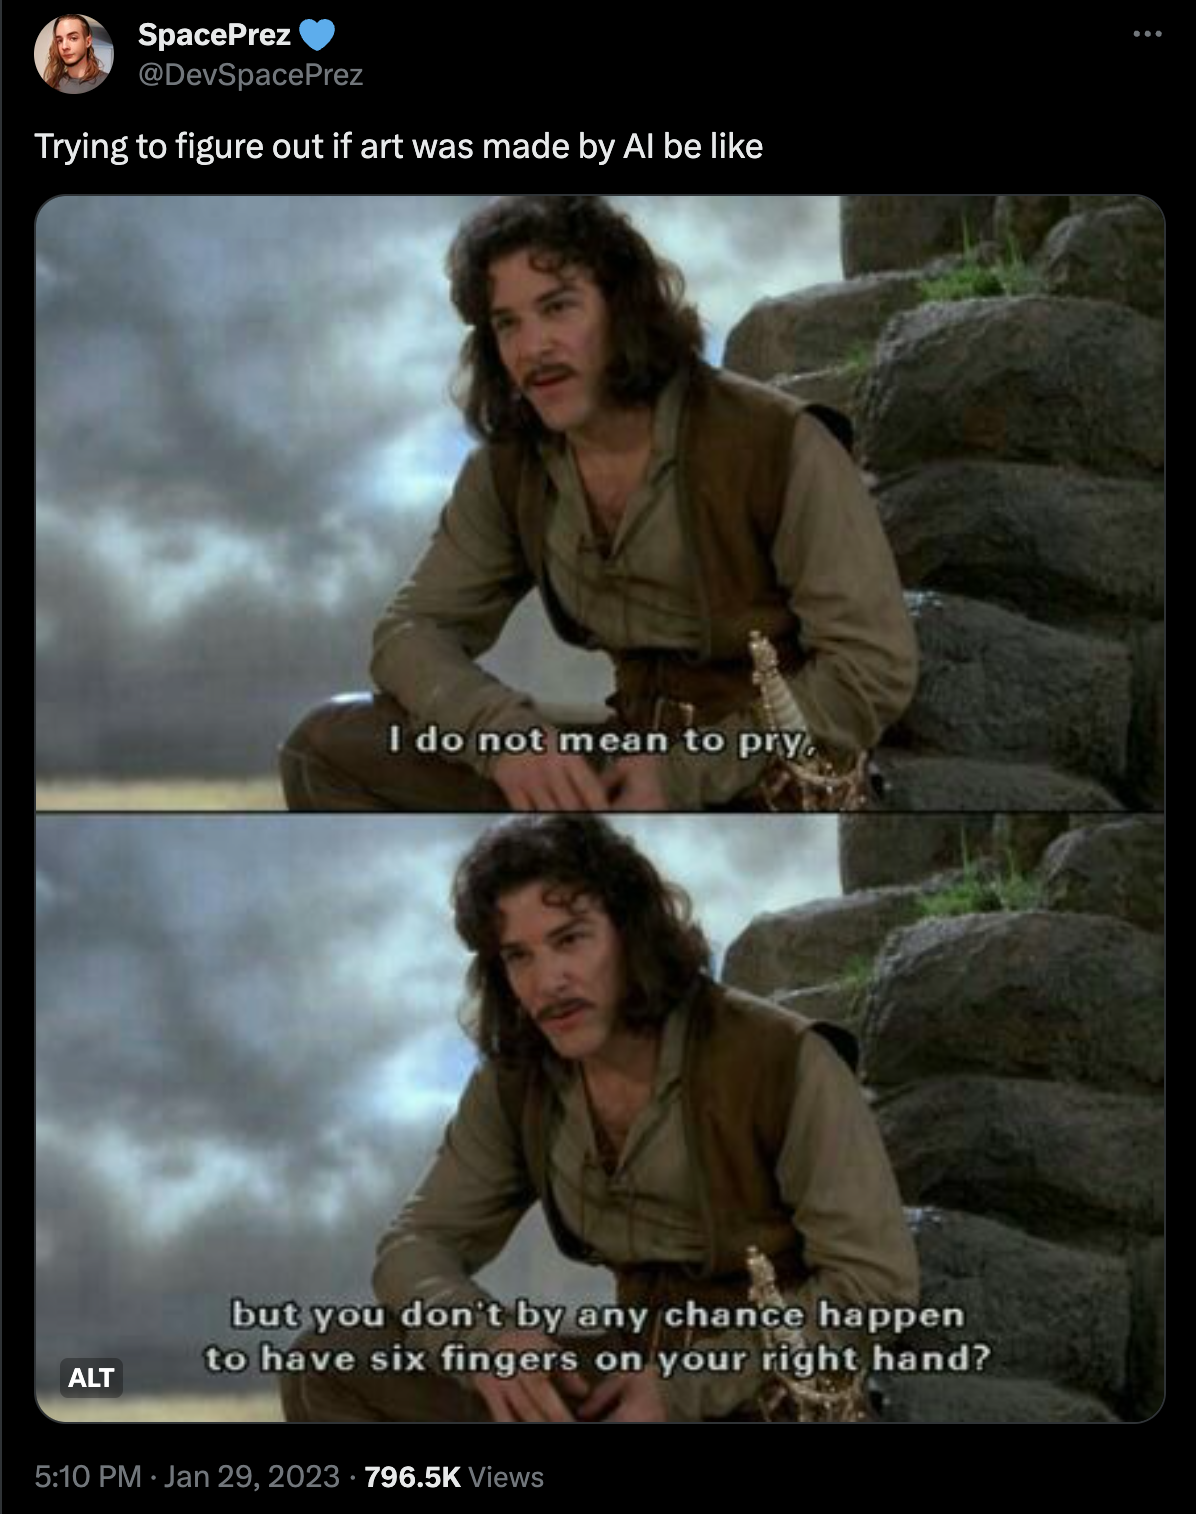 SpacePrez 💙
@DevSpacePrez
Trying to figure out if art was made by AI be like
I do not mean to pry,
but you don't by any chance happen
to have six fingers on your right hand?
ALT
5:10 PM · Jan 29, 2023 · 796.5K Views